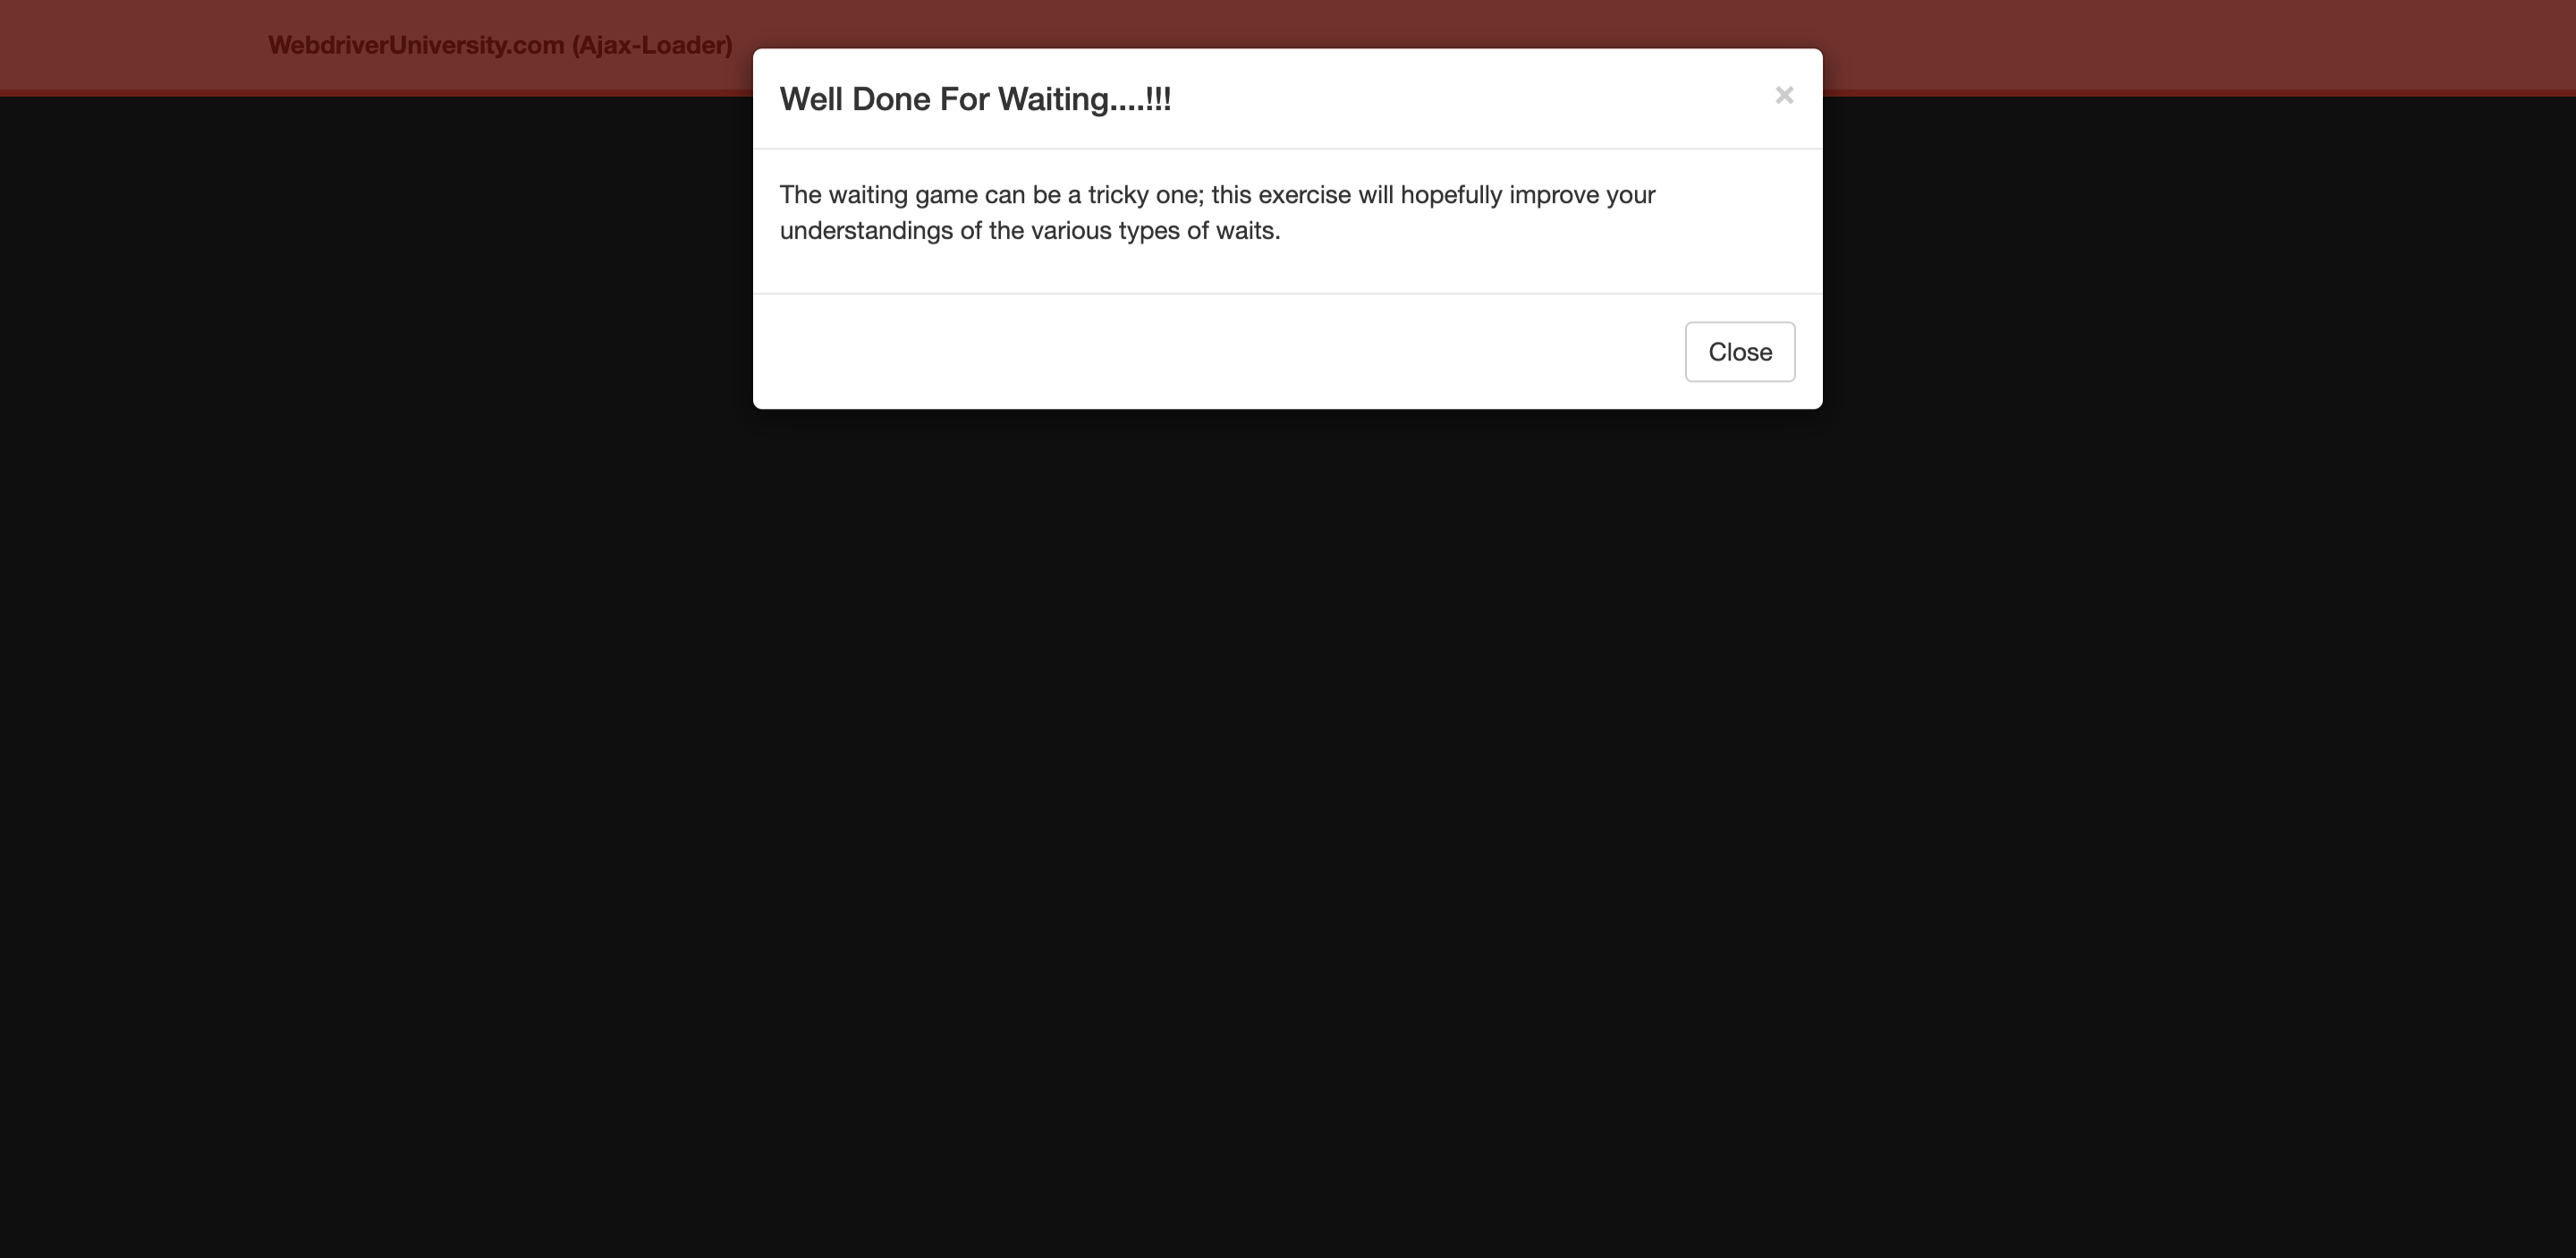 WebdriverUniversity.com (Ajax-Loader)
Well Done For Waiting....!!!
×
The waiting game can be a tricky one; this exercise will hopefully improve your
understandings of the various types of waits.
Close